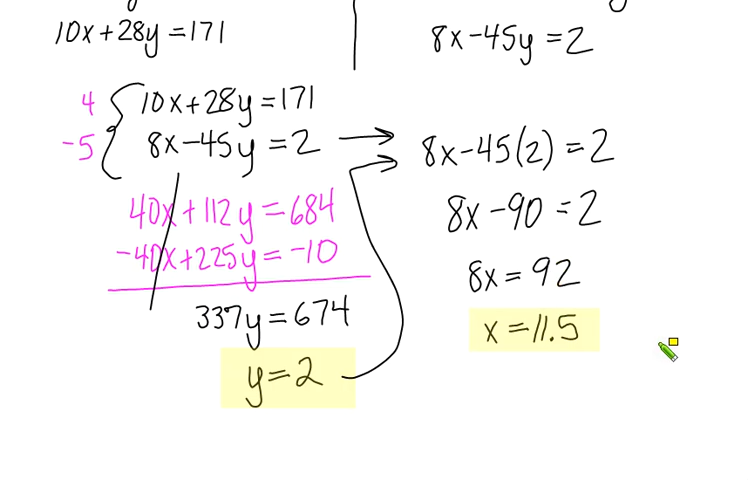 10x+28y=171
8x-45y=2
4 10x+28y=171
-5 8x-45y=2
40x+112y=684
-40x+225y=-10
337y=674
y=2
8x-45(2)=2
8x-90=2
8x=92
x=11.5